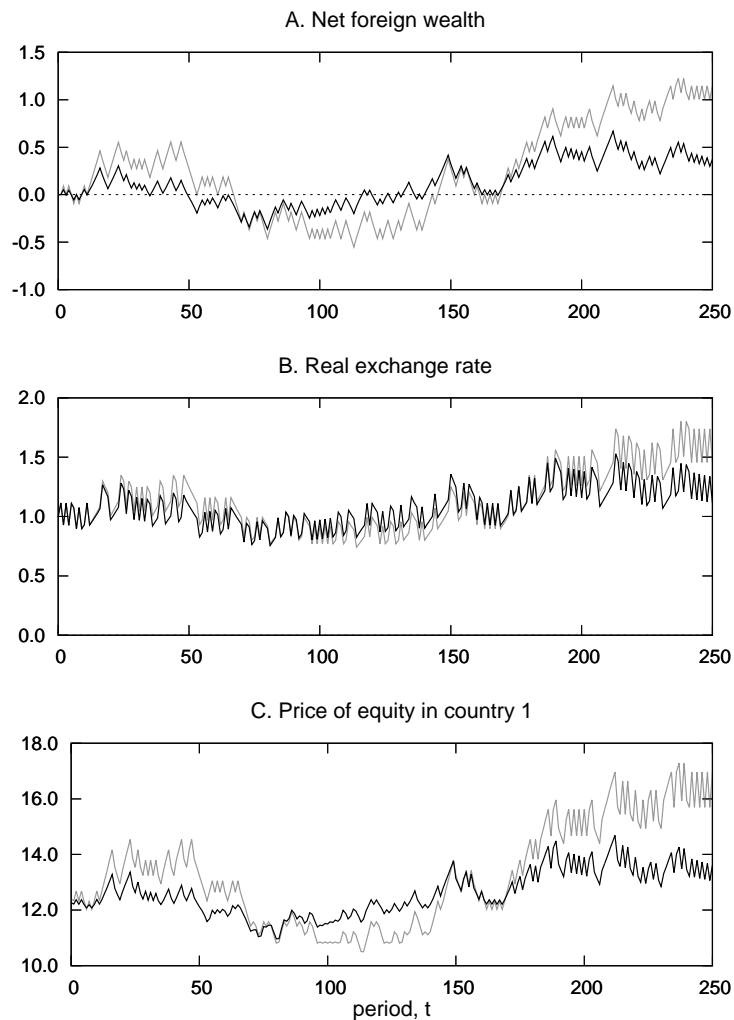 A. Net foreign wealth
1.5
1.0
0.5
0.0
-0.5
-1.0
0 50 100 150 200 250
B. Real exchange rate
2.0
1.5
1.0
0.5
0.0
0 50 100 150 200 250
C. Price of equity in country 1
18.0
16.0
14.0
12.0
10.0
0 50 100 150 200 250
period, t